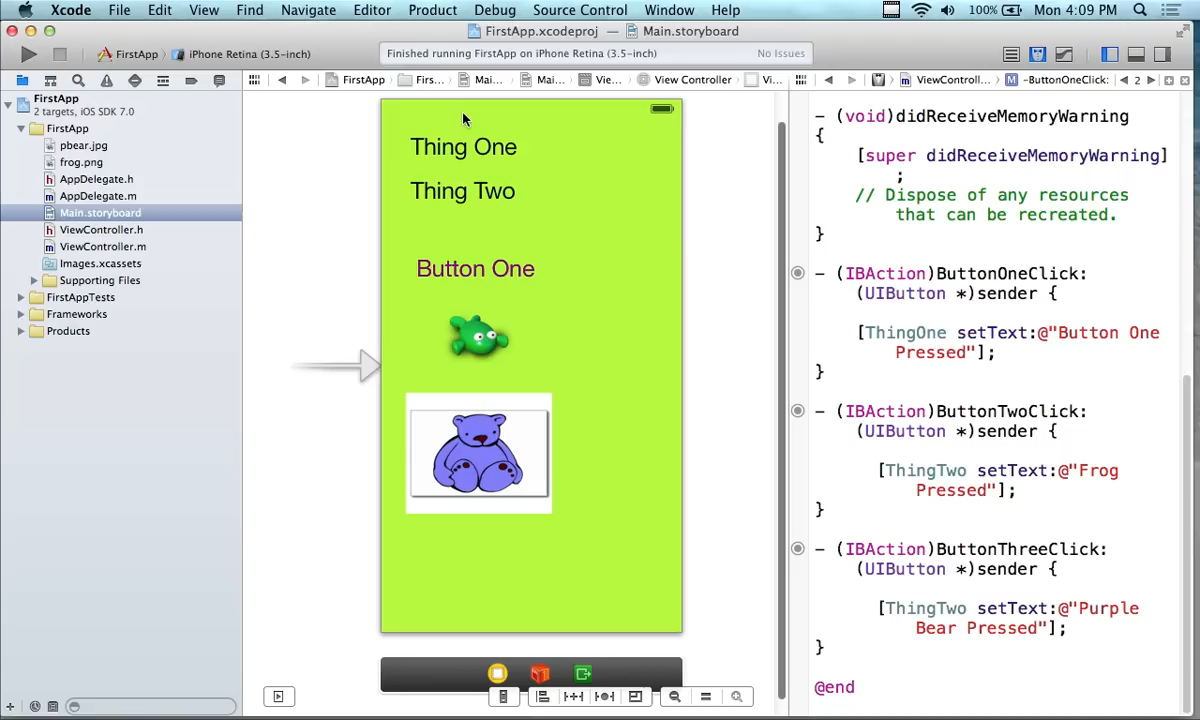 Xcode File Edit View Find Navigate Editor Product Debug Source Control Window Help 100% Mon 4:09 PM
FirstApp.xcodeproj — Main.storyboard
FirstApp iPhone Retina (3.5-inch) Finished running FirstApp on iPhone Retina (3.5-inch) No Issues
FirstApp Firs... Mai... Mai... Vie... View Controller Vi... ViewControll... M -ButtonOneClick: 2
FirstApp
2 targets, iOS SDK 7.0
FirstApp
pbear.jpg
frog.png
h AppDelegate.h
m AppDelegate.m
Main.storyboard
h ViewController.h
m ViewController.m
Images.xcassets
Supporting Files
FirstAppTests
Frameworks
Products
Thing One
Thing Two
Button One
- (void)didReceiveMemoryWarning
{
[super didReceiveMemoryWarning]
;
// Dispose of any resources
that can be recreated.
}
- (IBAction)ButtonOneClick:
(UIButton *)sender {
[ThingOne setText:@"Button One
Pressed"];
}
- (IBAction)ButtonTwoClick:
(UIButton *)sender {
[ThingTwo setText:@"Frog
Pressed"];
}
- (IBAction)ButtonThreeClick:
(UIButton *)sender {
[ThingTwo setText:@"Purple
Bear Pressed"];
}
@end